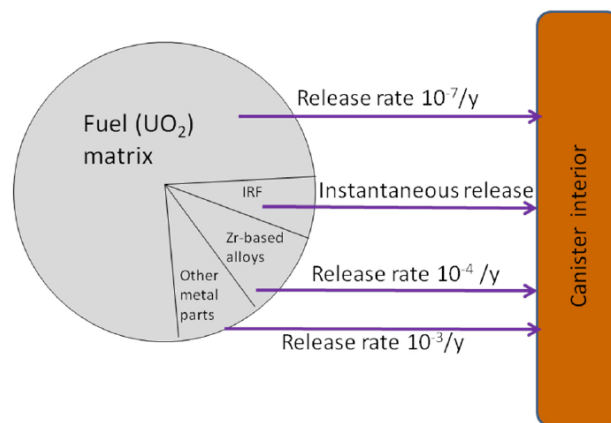 Release rate 10⁻⁷/y
Fuel (UO₂)
matrix
IRF
Instantaneous release
Zr-based
alloys
Other
metal
parts
Release rate 10⁻⁴ /y
Release rate 10⁻³/y
Canister interior